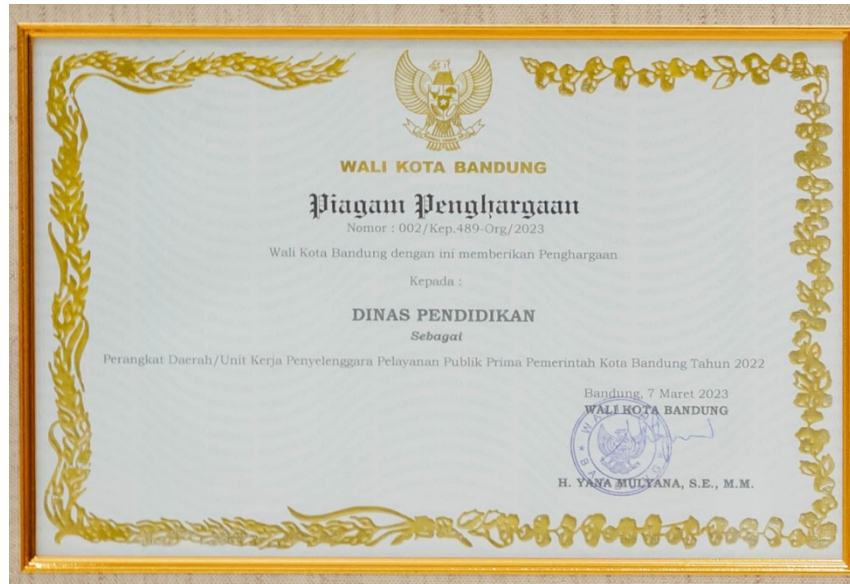 WALI KOTA BANDUNG
Piagam Penghargaan
Nomor : 002/Kep.489-Org/2023
Wali Kota Bandung dengan ini memberikan Penghargaan
Kepada :
DINAS PENDIDIKAN
Sebagai
Perangkat Daerah/Unit Kerja Penyelenggara Pelayanan Publik Prima Pemerintah Kota Bandung Tahun 2022
Bandung, 7 Maret 2023
WALI KOTA BANDUNG
H. YANA MULYANA, S.E., M.M.